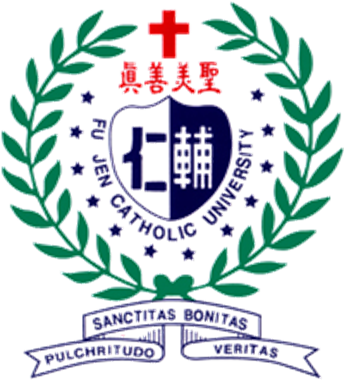 眞善美聖
FU JEN CATHOLIC UNIVERSITY
仁輔
SANCTITAS BONITAS
PULCHRITUDO VERITAS